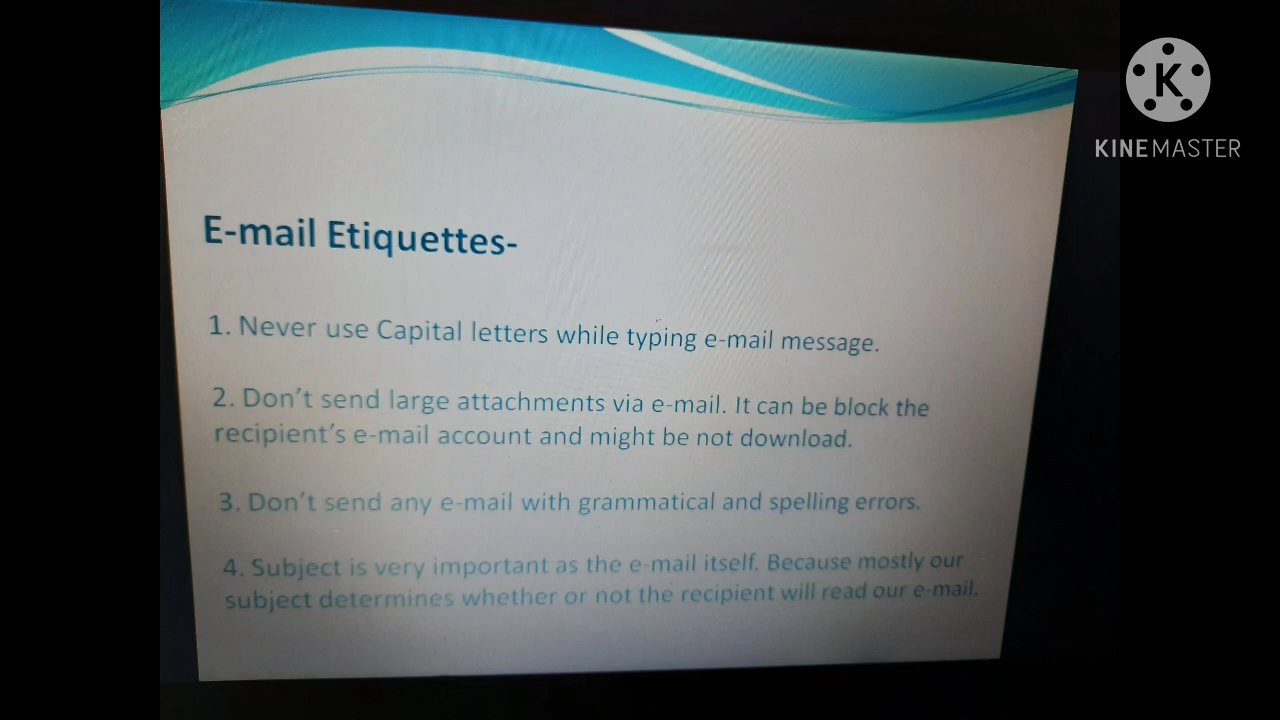 K
KINEMASTER
E-mail Etiquettes-
1. Never use Capital letters while typing e-mail message.
2. Don't send large attachments via e-mail. It can be block the
recipient's e-mail account and might be not download.
3. Don't send any e-mail with grammatical and spelling errors.
4. Subject is very important as the e-mail itself. Because mostly our
subject determines whether or not the recipient will read our e-mail.